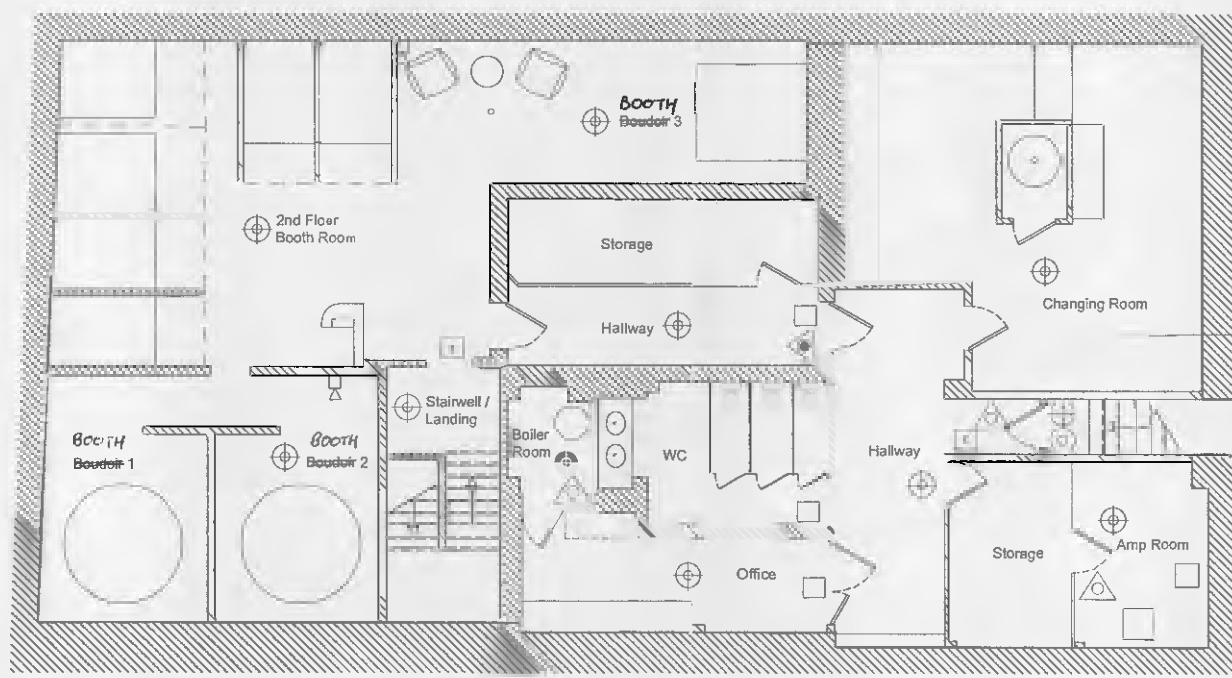 BOOTH
Boudoir 3
2nd Floor
Booth Room
Storage
Hallway
Changing Room
Stairwell /
Landing
BOOTH
Boudoir 1
BOOTH
Boudoir 2
Boiler
Room
WC
Hallway
Office
Storage
Amp Room